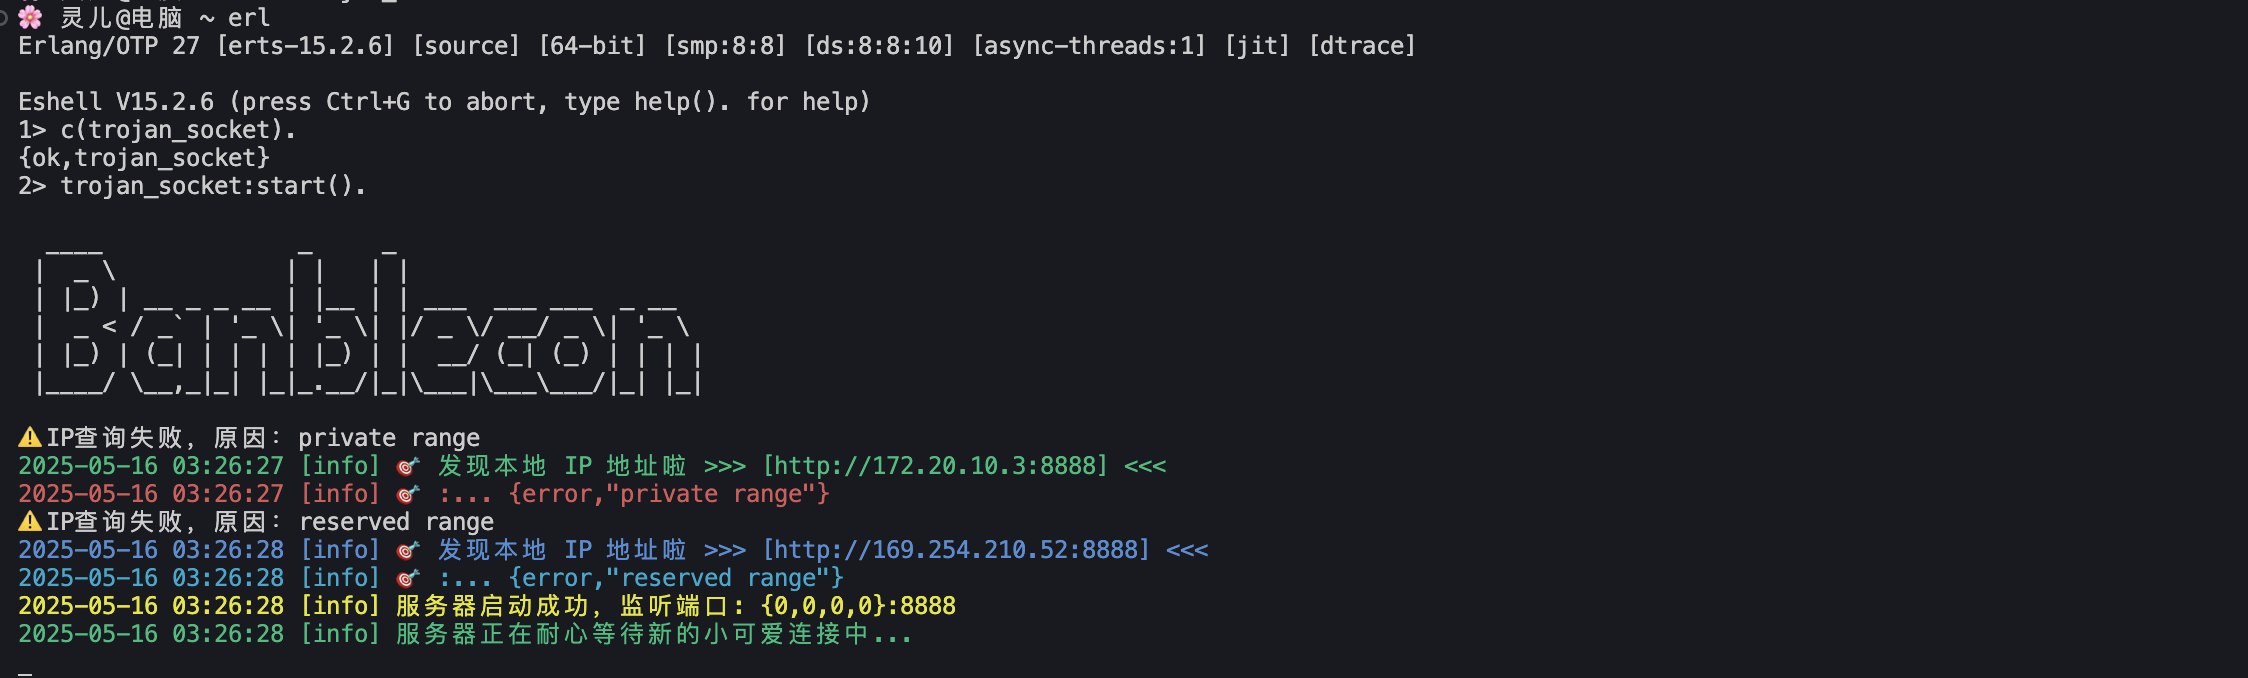 🌸 灵儿@电脑 ~ erl
Erlang/OTP 27 [erts-15.2.6] [source] [64-bit] [smp:8:8] [ds:8:8:10] [async-threads:1] [jit] [dtrace]
Eshell V15.2.6 (press Ctrl+G to abort, type help(). for help)
1> c(trojan_socket).
{ok,trojan_socket}
2> trojan_socket:start().
Banblecon
⚠️IP查询失败, 原因: private range
2025-05-16 03:26:27 [info] 🎯 发现本地 IP 地址啦 >>> [http://172.20.10.3:8888] <<<
2025-05-16 03:26:27 [info] 🎯 :... {error,"private range"}
⚠️IP查询失败, 原因: reserved range
2025-05-16 03:26:28 [info] 🎯 发现本地 IP 地址啦 >>> [http://169.254.210.52:8888] <<<
2025-05-16 03:26:28 [info] 🎯 :... {error,"reserved range"}
2025-05-16 03:26:28 [info] 服务器启动成功, 监听端口: {0,0,0,0}:8888
2025-05-16 03:26:28 [info] 服务器正在耐心等待新的小可爱连接中...